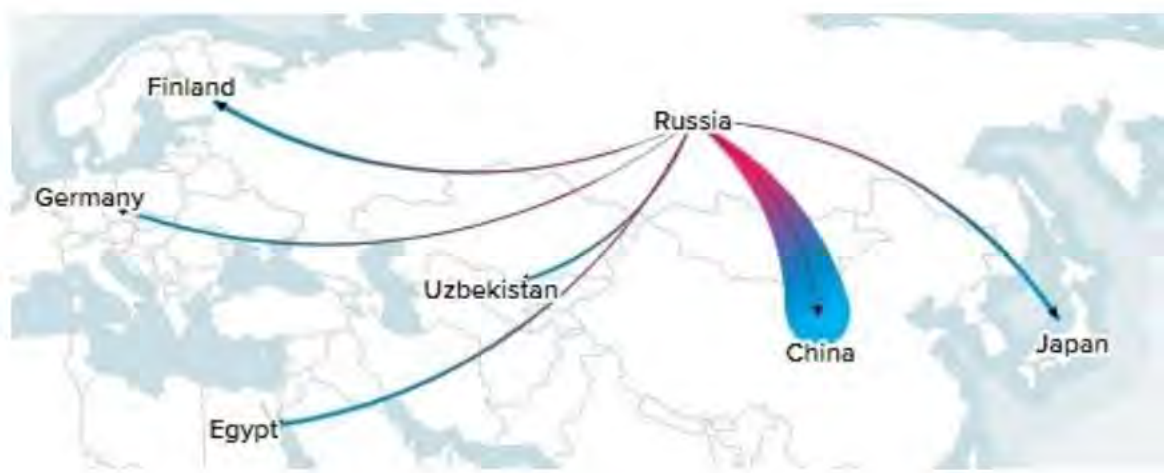 Finland
Russia
Germany
Uzbekistan
China
Japan
Egypt